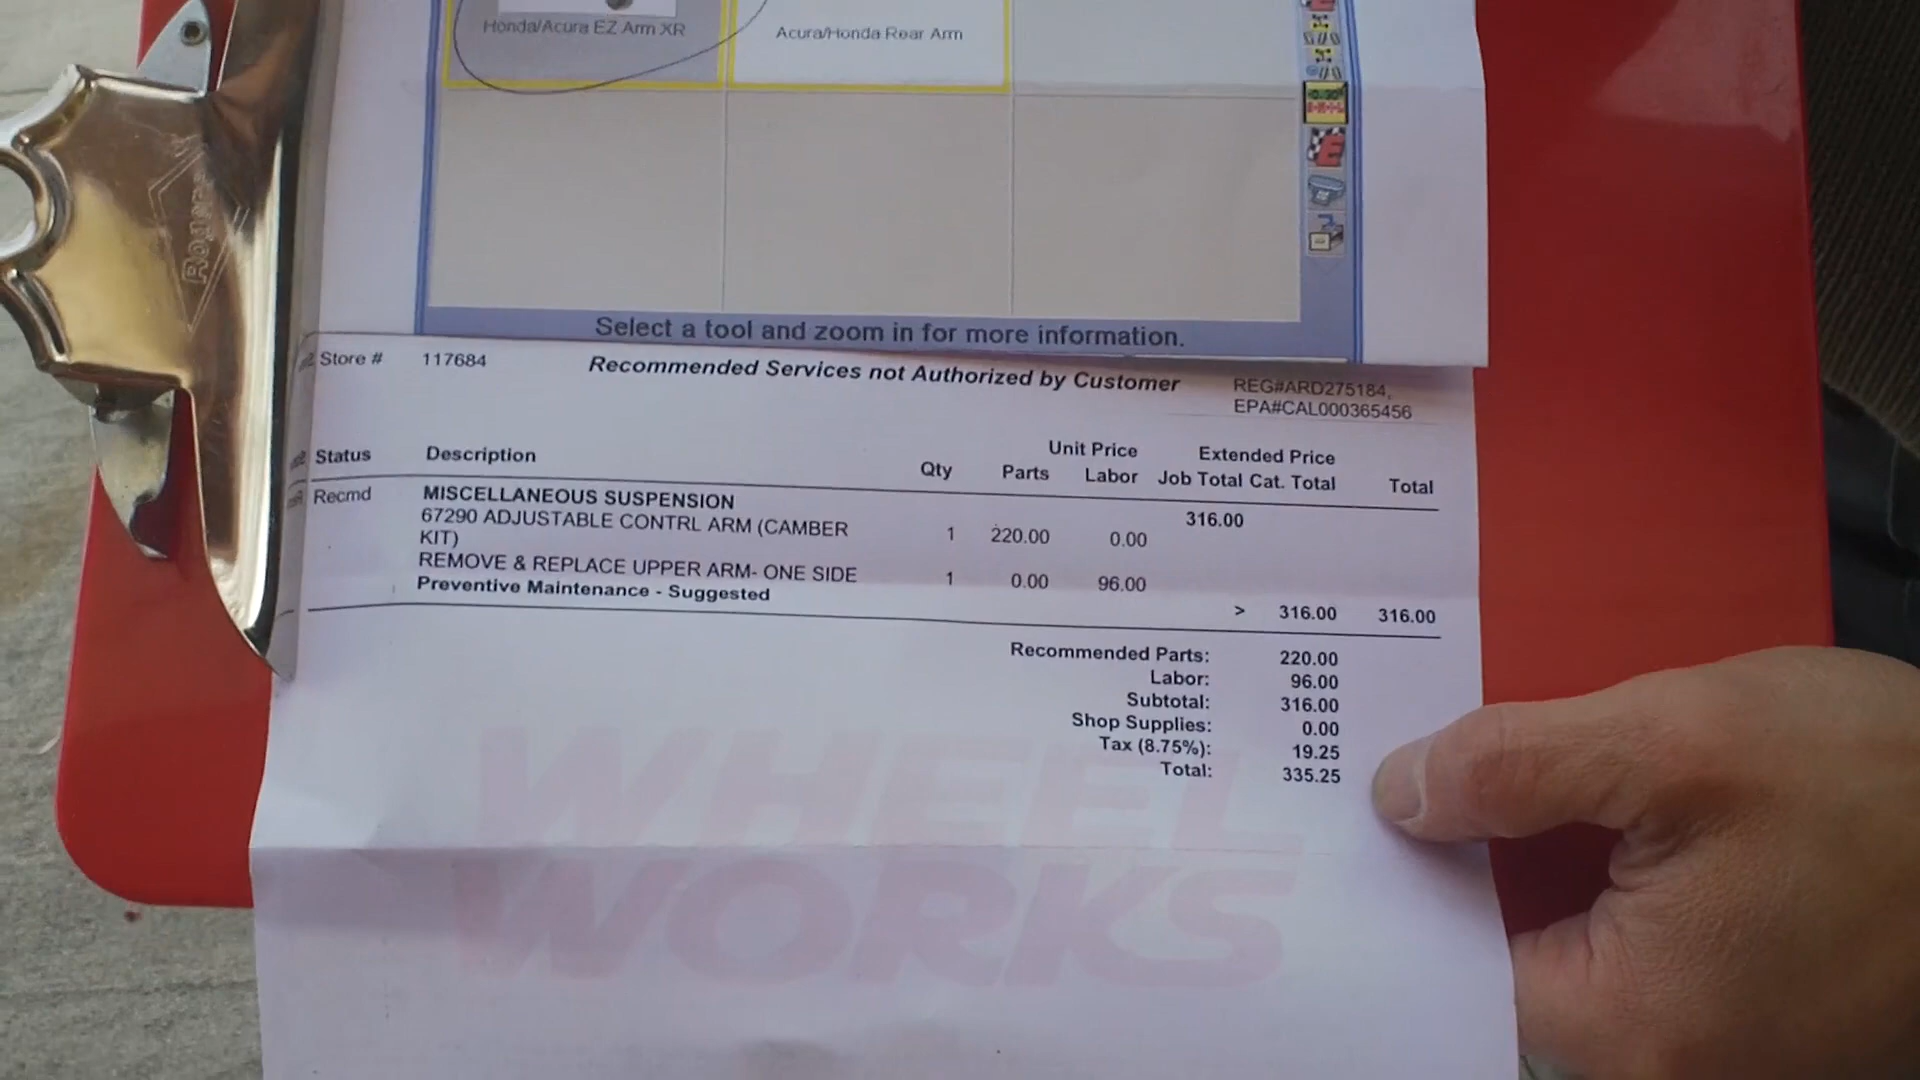 Honda/Acura EZ Arm XR
Acura/Honda Rear Arm
Select a tool and zoom in for more information.
Store # 117684 Recommended Services not Authorized by Customer REG#ARD275184,
EPA#CAL000365456
Unit Price Extended Price
Status Description Qty Parts Labor Job Total Cat. Total Total
Recmd MISCELLANEOUS SUSPENSION 316.00
67290 ADJUSTABLE CONTRL ARM (CAMBER 1 220.00 0.00
KIT)
REMOVE & REPLACE UPPER ARM- ONE SIDE 1 0.00 96.00
Preventive Maintenance - Suggested > 316.00 316.00
Recommended Parts: 220.00
Labor: 96.00
Subtotal: 316.00
Shop Supplies: 0.00
Tax (8.75%): 19.25
Total: 335.25
WHEEL
WORKS